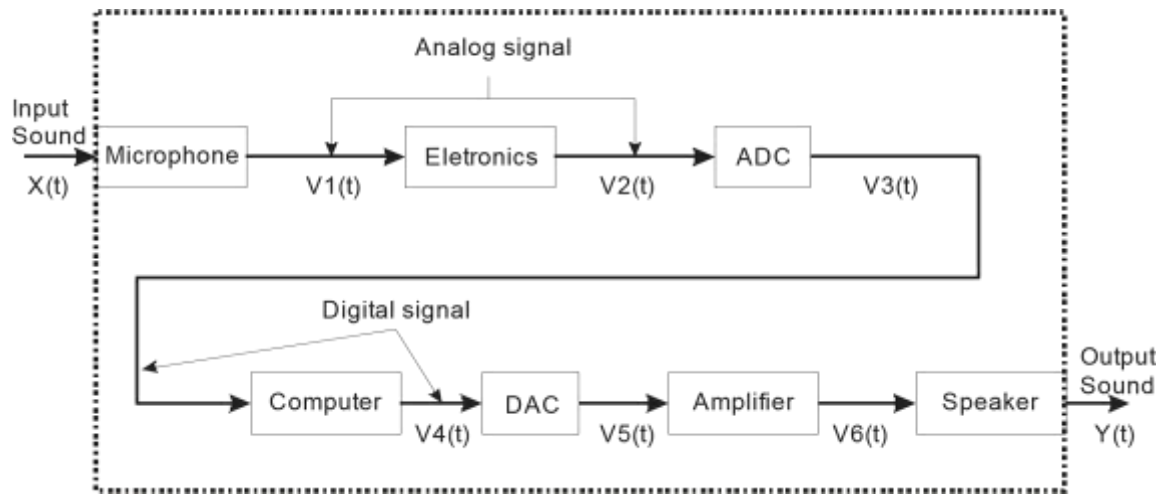 Analog signal
Input
Sound
Microphone
Eletronics
ADC
X(t)
V1(t)
V2(t)
V3(t)
Digital signal
Output
Sound
Computer
DAC
Amplifier
Speaker
V4(t)
V5(t)
V6(t)
Y(t)